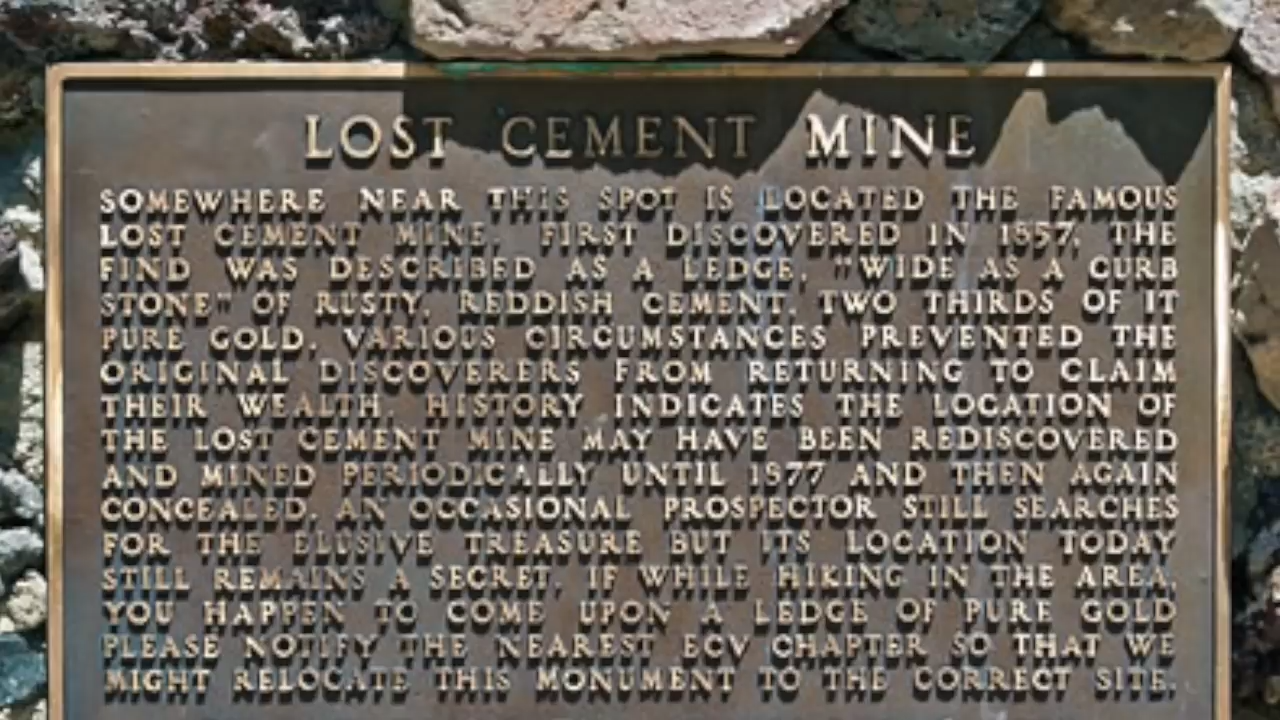 LOST CEMENT MINE
SOMEWHERE NEAR THIS SPOT IS LOCATED THE FAMOUS
LOST CEMENT MINE. FIRST DISCOVERED IN 1857, THE
FIND WAS DESCRIBED AS A LEDGE, "WIDE AS A CURB
STONE" OF RUSTY, REDDISH CEMENT, TWO THIRDS OF IT
PURE GOLD. VARIOUS CIRCUMSTANCES PREVENTED THE
ORIGINAL DISCOVERERS FROM RETURNING TO CLAIM
THEIR WEALTH. HISTORY INDICATES THE LOCATION OF
THE LOST CEMENT MINE MAY HAVE BEEN REDISCOVERED
AND MINED PERIODICALLY UNTIL 1877 AND THEN AGAIN
CONCEALED. AN OCCASIONAL PROSPECTOR STILL SEARCHES
FOR THE ELUSIVE TREASURE BUT ITS LOCATION TODAY
STILL REMAINS A SECRET. IF WHILE HIKING IN THE AREA,
YOU HAPPEN TO COME UPON A LEDGE OF PURE GOLD
PLEASE NOTIFY THE NEAREST ECV CHAPTER SO THAT WE
MIGHT RELOCATE THIS MONUMENT TO THE CORRECT SITE.